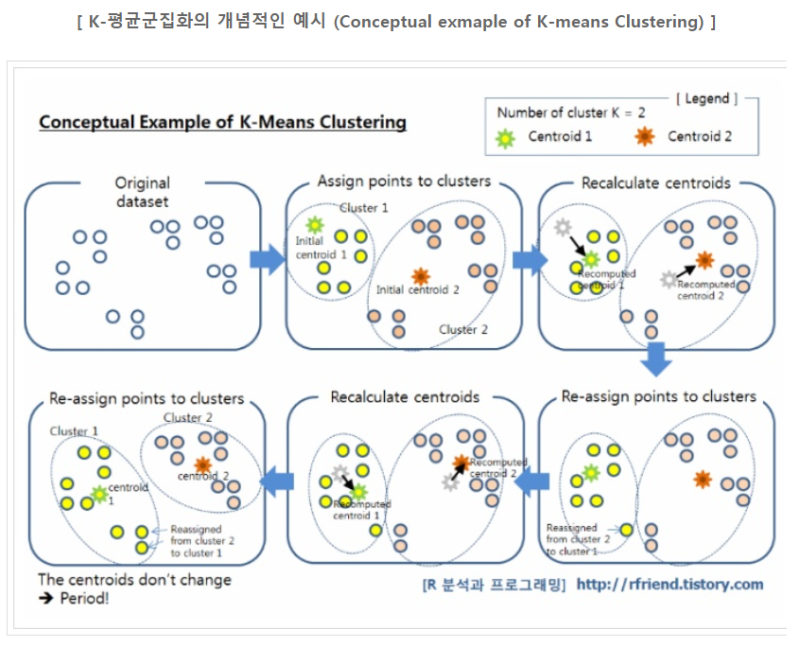 [ K-평균군집화의 개념적인 예시 (Conceptual exmaple of K-means Clustering) ]
Conceptual Example of K-Means Clustering
[ Legend ]
Number of cluster K = 2
Centroid 1
Centroid 2
Original
dataset
Assign points to clusters
Cluster 1
Initial
centroid 1
Initial centroid 2
Cluster 2
Recalculate centroids
Recomputed
centroid 1
Recomputed
centroid 2
Re-assign points to clusters
Cluster 2
Cluster 1
centroid 2
centroid
1
Reassigned
from cluster 2
to cluster 1
The centroids don't change
➔ Period!
Recalculate centroids
Recomputed
centroid 2
Recomputed
centroid 1
Re-assign points to clusters
Reassigned
from cluster 2
to cluster 1
[R 분석과 프로그래밍] http://rfriend.tistory.com